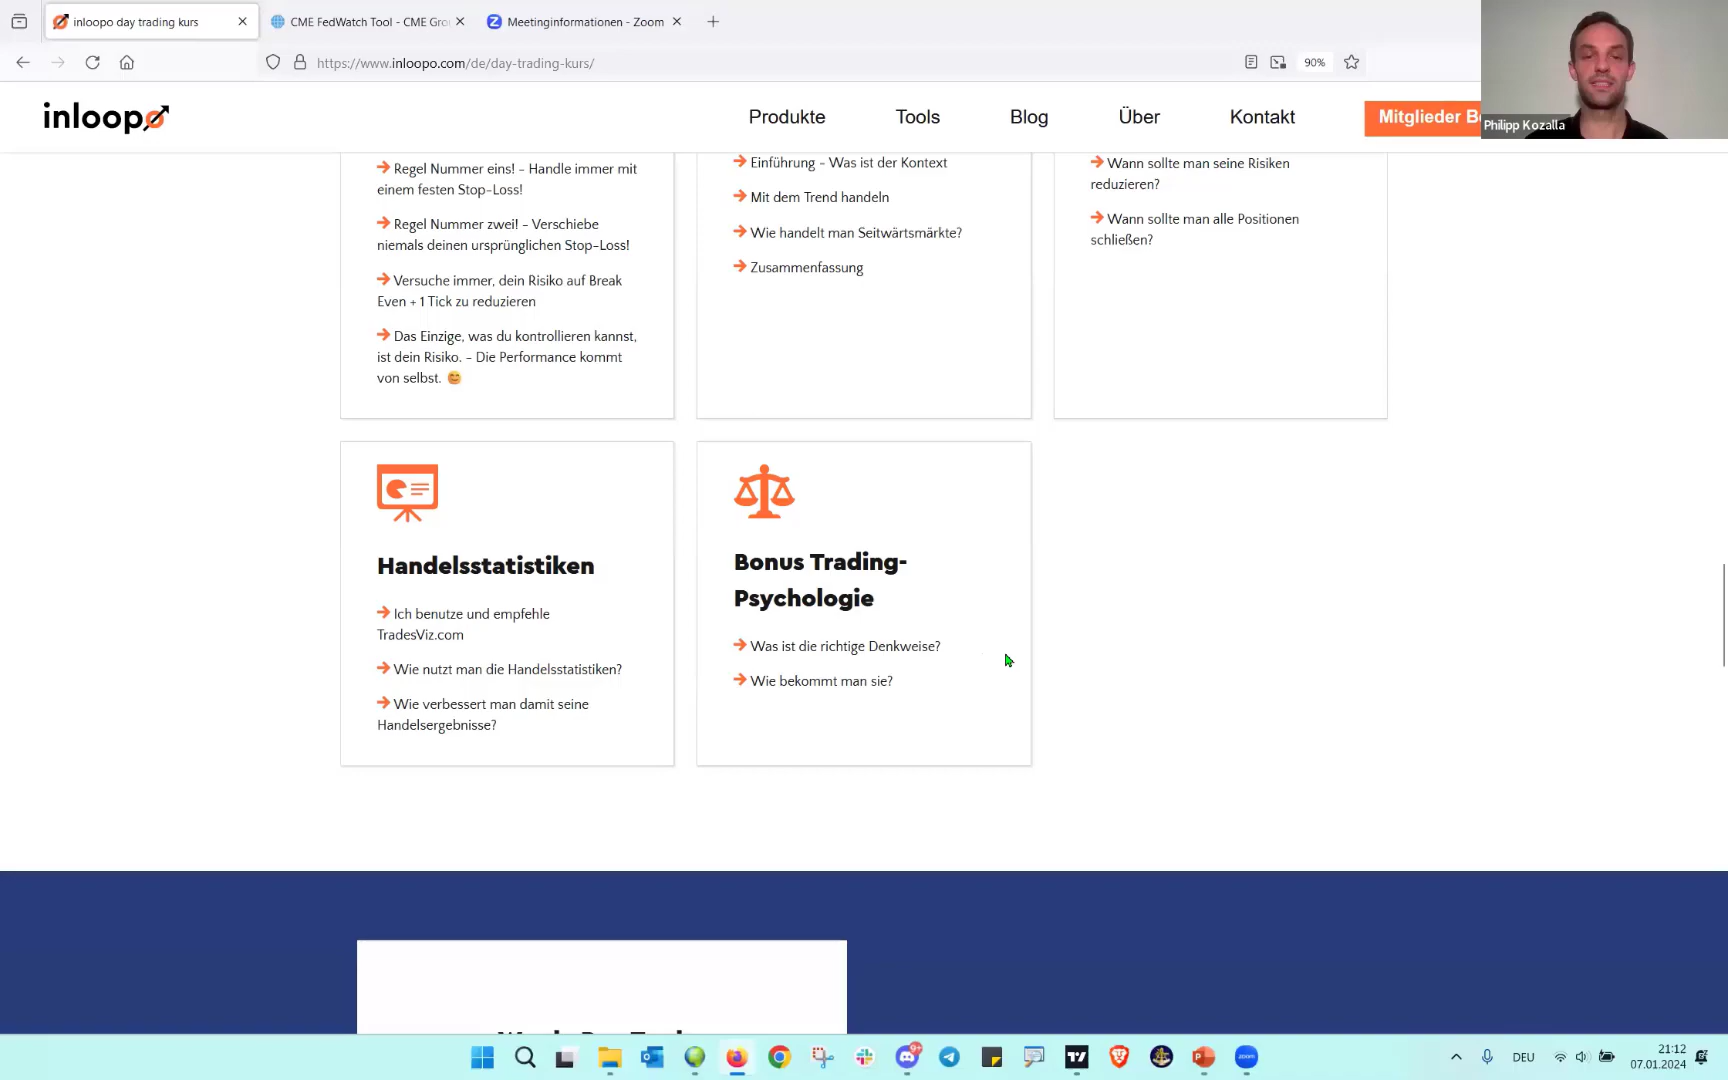 inloopo day trading kurs
CME FedWatch Tool - CME Gro
Meetinginformationen - Zoom
https://www.inloopo.com/de/day-trading-kurs/
90%
inloopo
Produkte
Tools
Blog
Über
Kontakt
Mitglieder Be
Philipp Kozalla
Regel Nummer eins! - Handle immer mit
einem festen Stop-Loss!
Regel Nummer zwei! - Verschiebe
niemals deinen ursprünglichen Stop-Loss!
Versuche immer, dein Risiko auf Break
Even + 1 Tick zu reduzieren
Das Einzige, was du kontrollieren kannst,
ist dein Risiko. - Die Performance kommt
von selbst. 😊
Einführung - Was ist der Kontext
Mit dem Trend handeln
Wie handelt man Seitwärtsmärkte?
Zusammenfassung
Wann sollte man seine Risiken
reduzieren?
Wann sollte man alle Positionen
schließen?
Handelsstatistiken
Ich benutze und empfehle
TradesViz.com
Wie nutzt man die Handelsstatistiken?
Wie verbessert man damit seine
Handelsergebnisse?
Bonus Trading-
Psychologie
Was ist die richtige Denkweise?
Wie bekommt man sie?
9+
zoom
DEU
21:12
07.01.2024